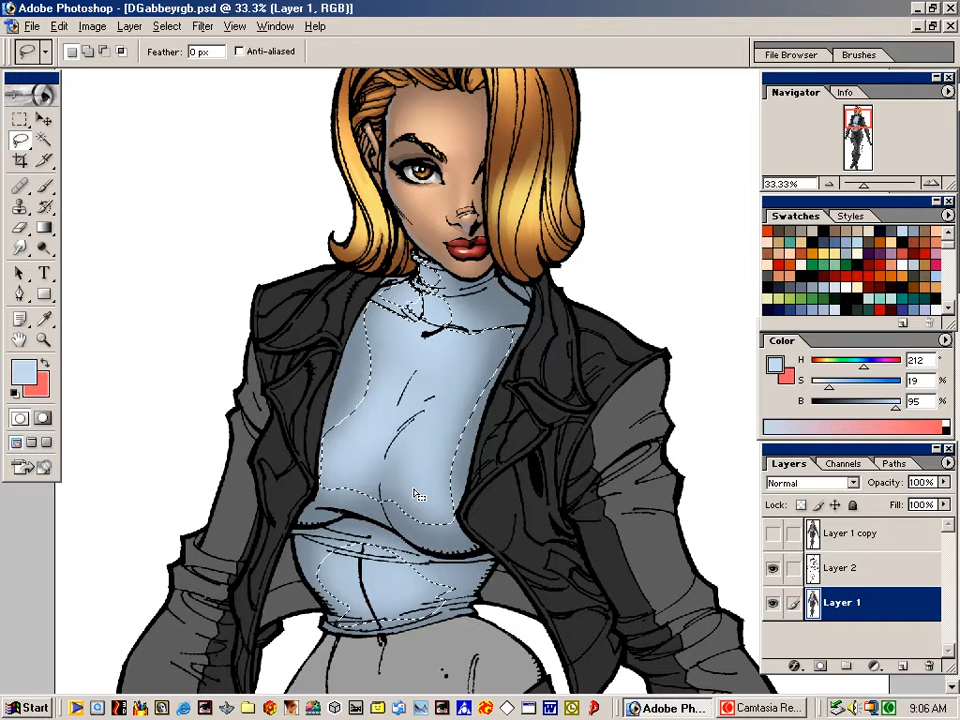 Adobe Photoshop - [DGabbeyrgb.psd @ 33.3% (Layer 1, RGB)]
File Edit Image Layer Select Filter View Window Help
Feather: 0 px Anti-aliased
File Browser Brushes
Navigator Info
33.33%
Swatches Styles
Color
H 212 °
S 19 %
B 95 %
Layers Channels Paths
Normal Opacity: 100%
Lock: Fill: 100%
Layer 1 copy
Layer 2
Layer 1
T
Start Adobe Pho... Camtasia Re... 9:06 AM